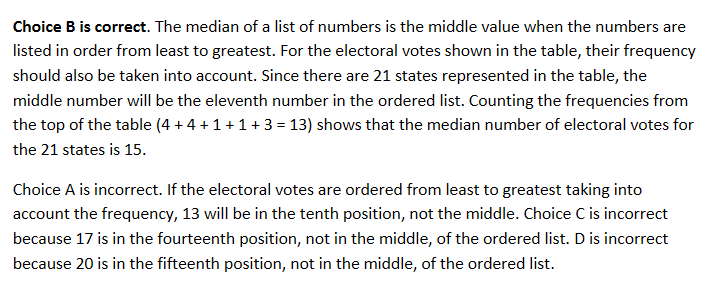 Choice B is correct. The median of a list of numbers is the middle value when the numbers are
listed in order from least to greatest. For the electoral votes shown in the table, their frequency
should also be taken into account. Since there are 21 states represented in the table, the
middle number will be the eleventh number in the ordered list. Counting the frequencies from
the top of the table (4 + 4 + 1 + 1 + 3 = 13) shows that the median number of electoral votes for
the 21 states is 15.
Choice A is incorrect. If the electoral votes are ordered from least to greatest taking into
account the frequency, 13 will be in the tenth position, not the middle. Choice C is incorrect
because 17 is in the fourteenth position, not in the middle, of the ordered list. D is incorrect
because 20 is in the fifteenth position, not in the middle, of the ordered list.